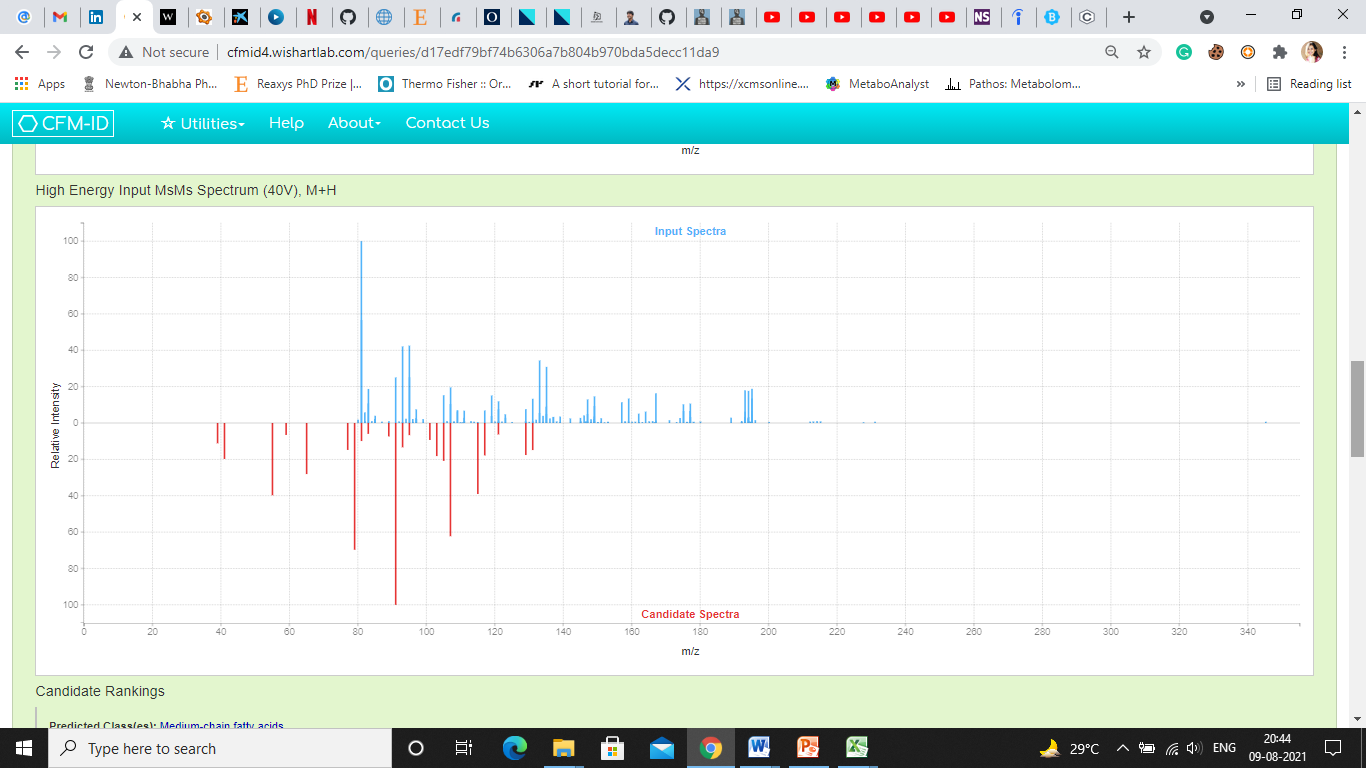 Not secure | cfmid4.wishartlab.com/queries/d17edf79bf74b6306a7b804b970bda5decc11da9
Apps Newton-Bhabha Ph... Reaxys PhD Prize |... Thermo Fisher :: Or... A short tutorial for... https://xcmsonline.... MetaboAnalyst Pathos: Metabolom... » Reading list
CFM-ID Utilities Help About Contact Us
m/z
High Energy Input MsMs Spectrum (40V), M+H
Input Spectra
100
80
60
40
20
0
20
40
60
80
100
Relative Intensity
Candidate Spectra
0 20 40 60 80 100 120 140 160 180 200 220 240 260 280 300 320 340
m/z
Candidate Rankings
Predicted Class(es): Medium-chain fatty acids
Type here to search
29°C ENG
20:44
09-08-2021